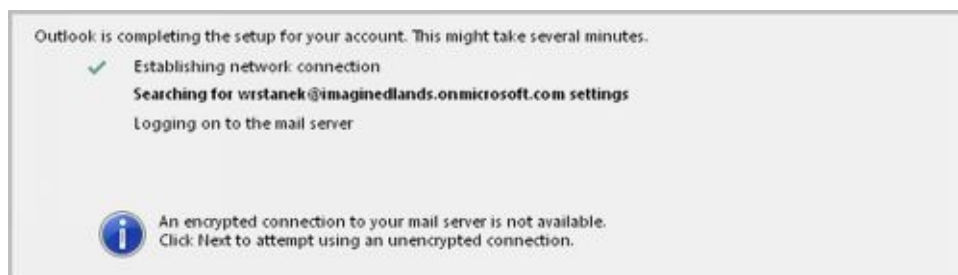 Outlook is completing the setup for your account. This might take several minutes.
Establishing network connection
Searching for wrstanek@imaginedlands.onmicrosoft.com settings
Logging on to the mail server
An encrypted connection to your mail server is not available.
Click Next to attempt using an unencrypted connection.